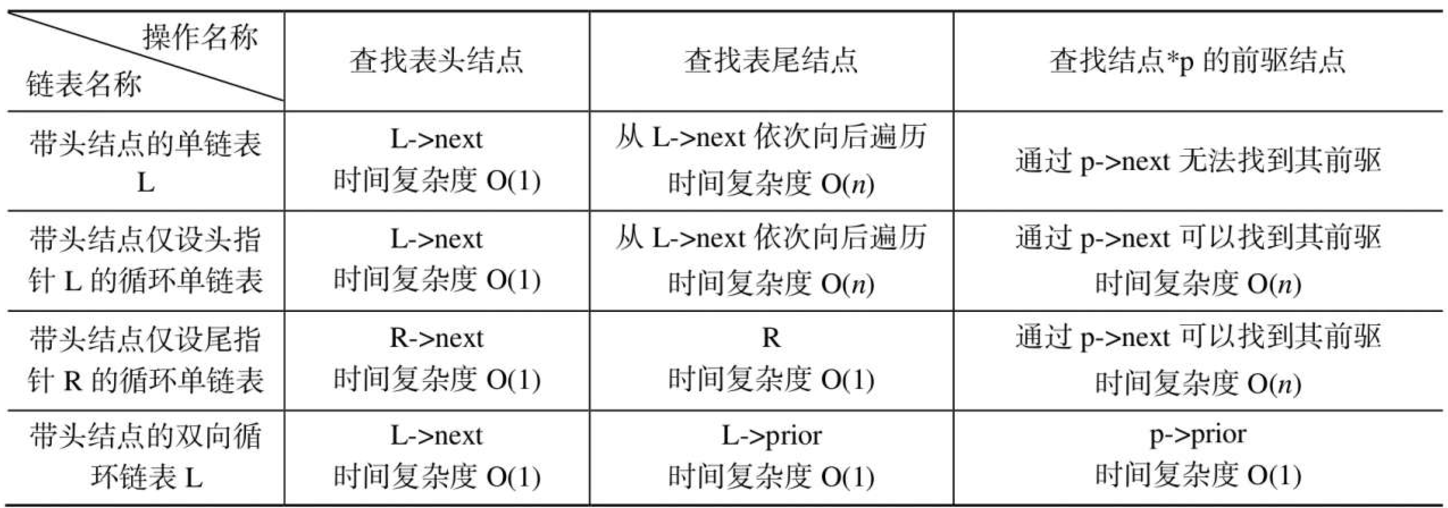 操作名称
链表名称
查找表头结点
查找表尾结点
查找结点*p 的前驱结点
带头结点的单链表
L
L->next
时间复杂度 O(1)
从 L->next 依次向后遍历
时间复杂度 O(n)
通过 p->next 无法找到其前驱
带头结点仅设头指
针 L 的循环单链表
L->next
时间复杂度 O(1)
从 L->next 依次向后遍历
时间复杂度 O(n)
通过 p->next 可以找到其前驱
时间复杂度 O(n)
带头结点仅设尾指
针 R 的循环单链表
R->next
时间复杂度 O(1)
R
时间复杂度 O(1)
通过 p->next 可以找到其前驱
时间复杂度 O(n)
带头结点的双向循
环链表 L
L->next
时间复杂度 O(1)
L->prior
时间复杂度 O(1)
p->prior
时间复杂度 O(1)